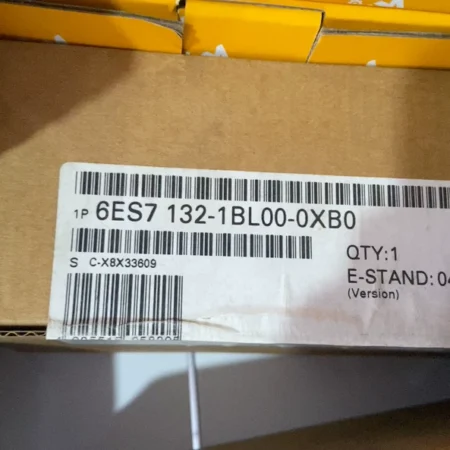 1P 6ES7 132-1BL00-0XB0
S C-X8X33609
QTY:1
E-STAND: 04
(Version)